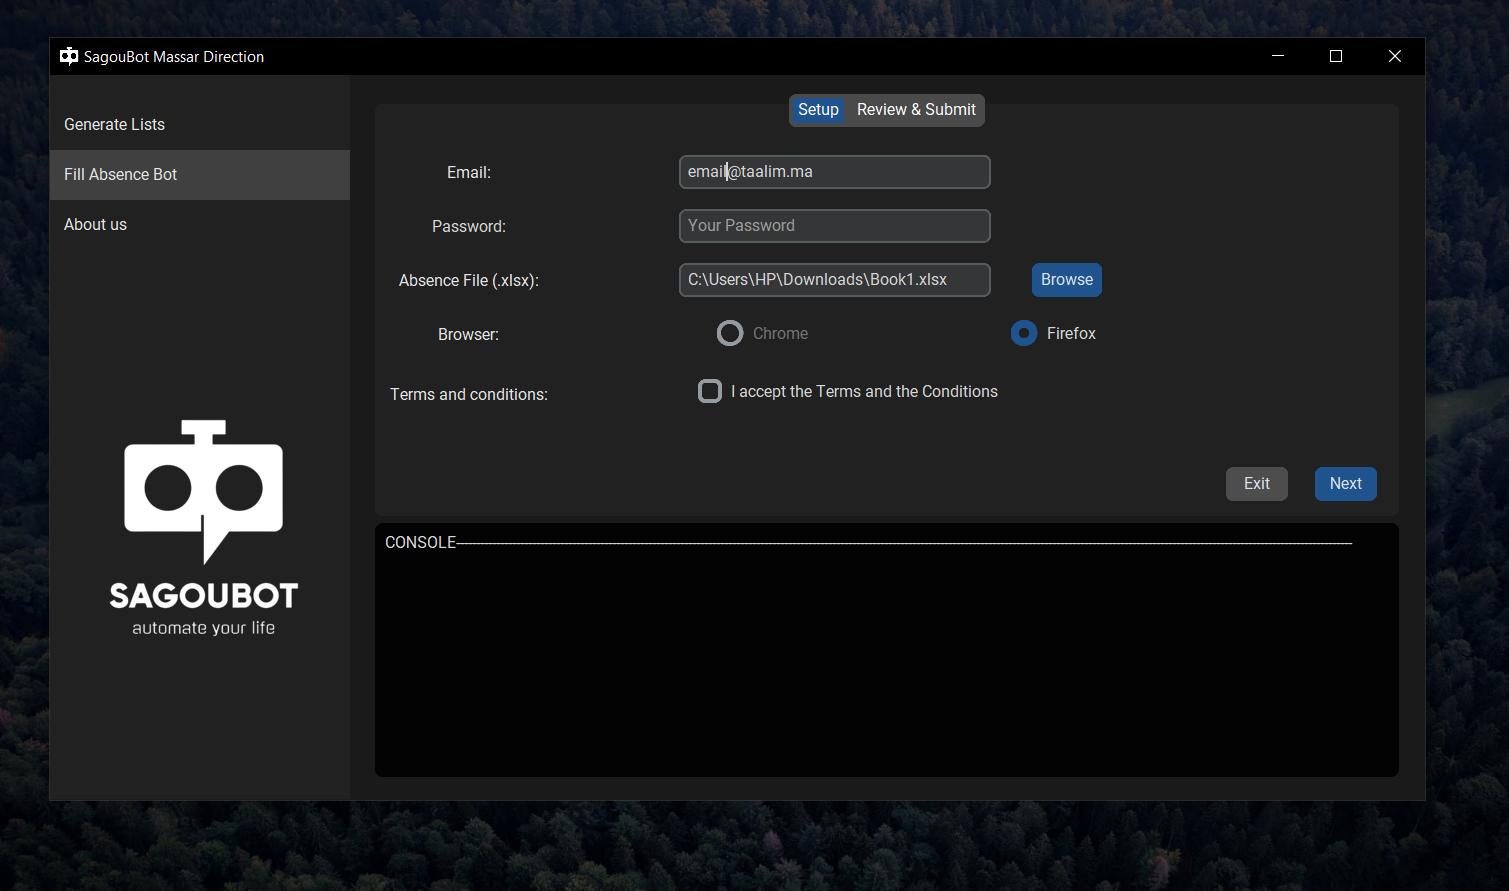 SagouBot Massar Direction
Generate Lists
Fill Absence Bot
About us
SAGOUBOT
automate your life
Setup Review & Submit
Email: email@taalim.ma
Password: Your Password
Absence File (.xlsx): C:\Users\HP\Downloads\Book1.xlsx Browse
Browser: Chrome Firefox
Terms and conditions: I accept the Terms and the Conditions
Exit Next
CONSOLE